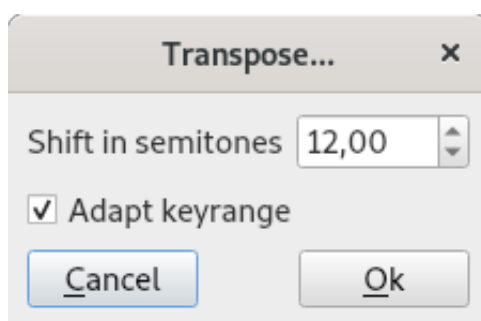 Transpose...
Shift in semitones 12,00
Adapt keyrange
Cancel Ok